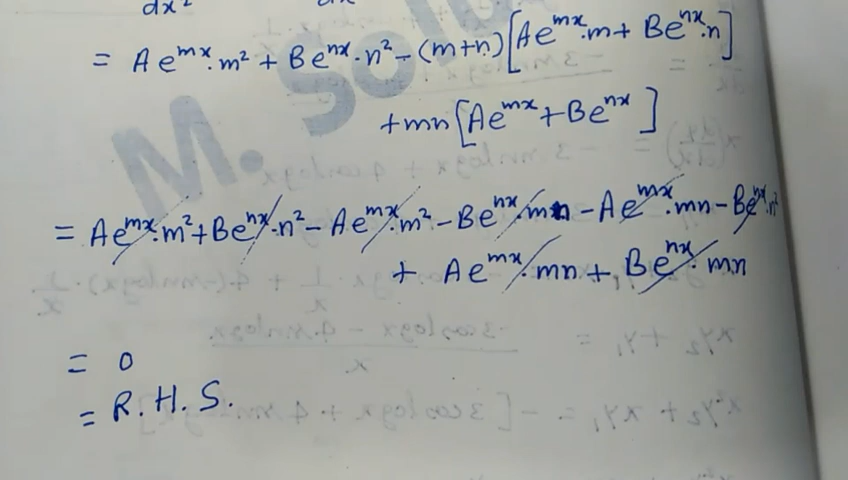 dx²
= Ae^mx·m² + Be^nx·n² - (m+n)[Ae^mx·m + Be^nx·n]
+mn[Ae^mx + Be^nx]
= Ae^mx·m² + Be^nx·n² - Ae^mx·m² - Be^nx·mn - Ae^mx·mn - Be^nx·n²
+ Ae^mx·mn + Be^nx·mn
= 0
= R.H.S.